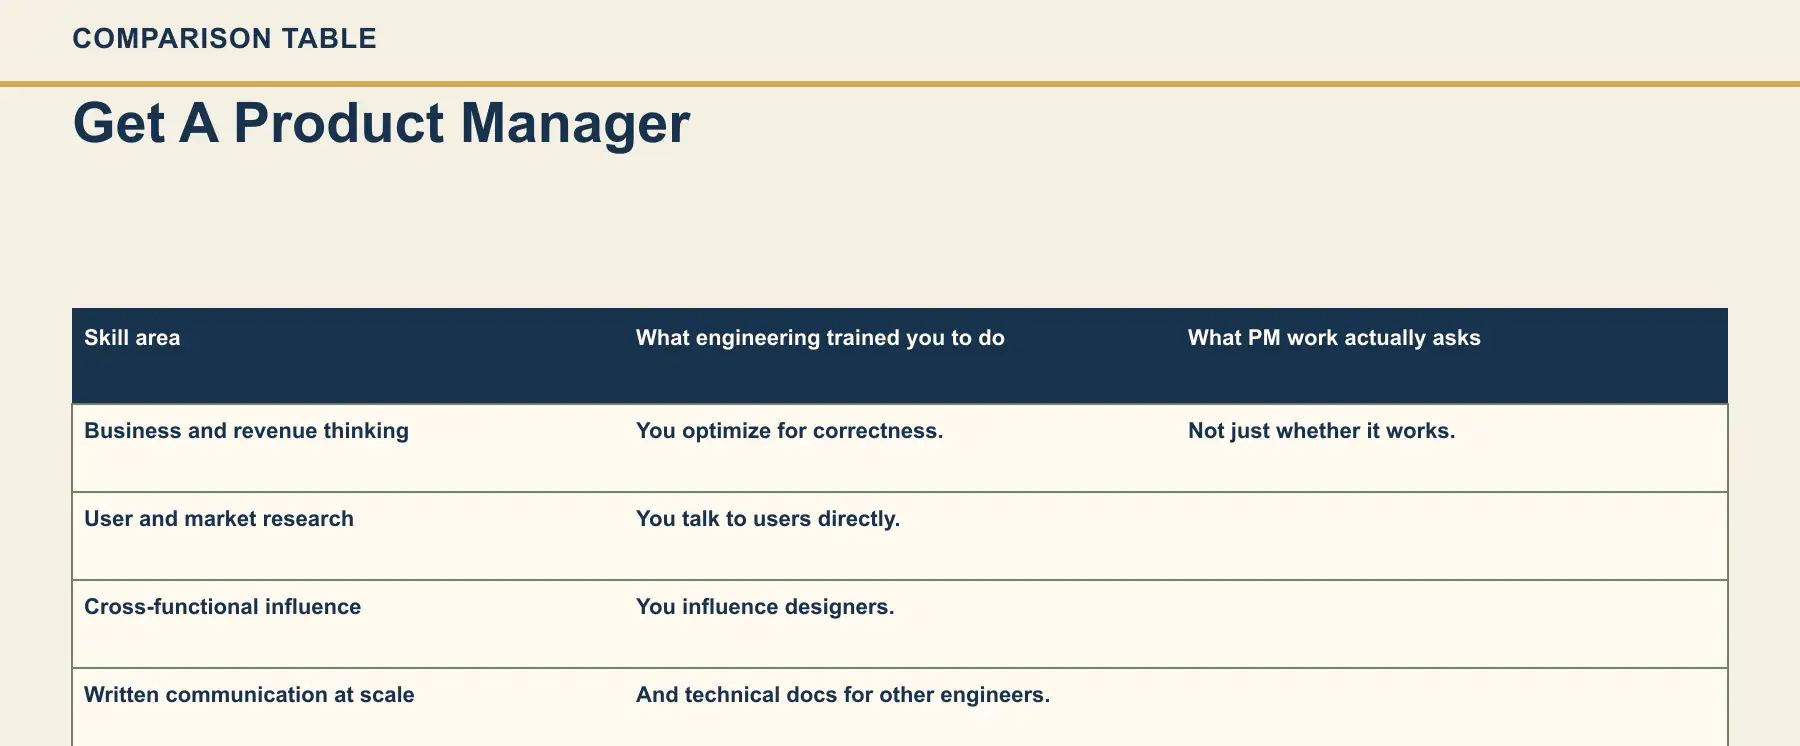 COMPARISON TABLE
Get A Product Manager
Skill area What engineering trained you to do What PM work actually asks
Business and revenue thinking You optimize for correctness. Not just whether it works.
User and market research You talk to users directly.
Cross-functional influence You influence designers.
Written communication at scale And technical docs for other engineers.